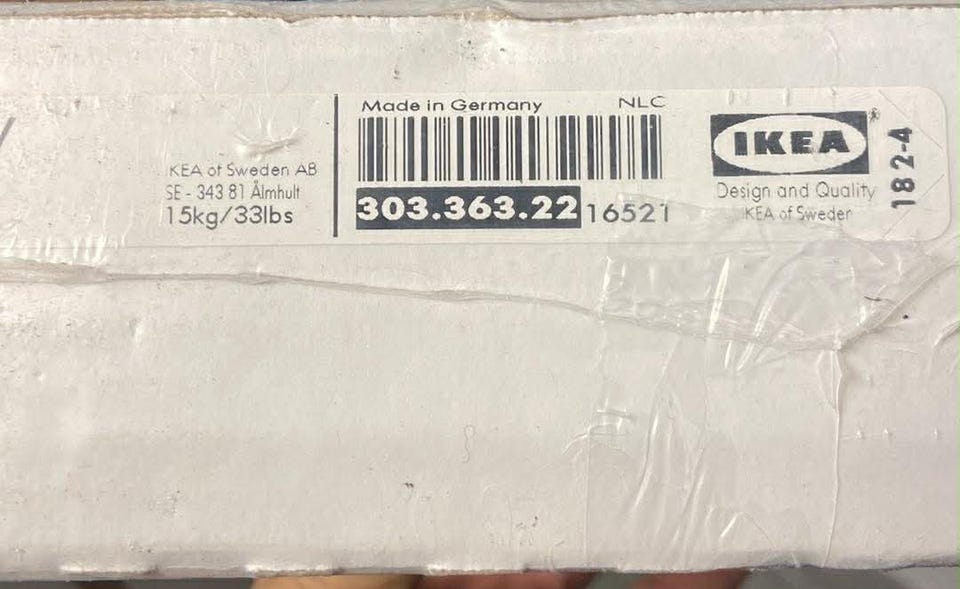 IKEA of Sweden AB
SE - 343 81 Älmhult
15kg/33lbs
Made in Germany NLC
303.363.22 16521
IKEA
Design and Quality
IKEA of Sweden
182-4